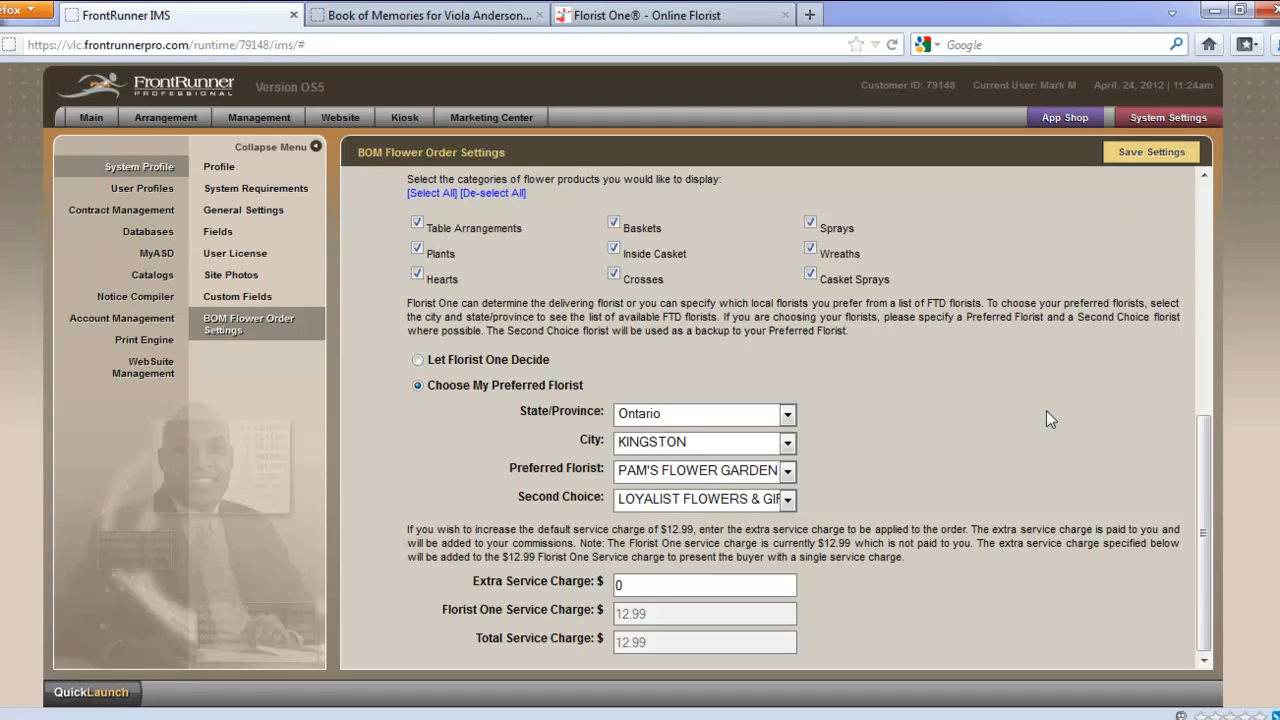 efox
FrontRunner IMS
Book of Memories for Viola Anderson...
Florist One® - Online Florist
https://vlc.frontrunnerpro.com/runtime/79148/ims/#
Google
FrontRunner
PROFESSIONAL
Version OS5
Customer ID: 79148 Current User: Mark M April, 24, 2012 | 11:24am
Main Arrangement Management Website Kiosk Marketing Center App Shop System Settings
Collapse Menu
System Profile
User Profiles
Contract Management
Databases
MyASD
Catalogs
Notice Compiler
Account Management
Print Engine
WebSuite
Management
Profile
System Requirements
General Settings
Fields
User License
Site Photos
Custom Fields
BOM Flower Order
Settings
BOM Flower Order Settings
Save Settings
Select the categories of flower products you would like to display:
[Select All] [De-select All]
Table Arrangements Baskets Sprays
Plants Inside Casket Wreaths
Hearts Crosses Casket Sprays
Florist One can determine the delivering florist or you can specify which local florists you prefer from a list of FTD florists. To choose your preferred florists, select
the city and state/province to see the list of available FTD florists. If you are choosing your florists, please specify a Preferred Florist and a Second Choice florist
where possible. The Second Choice florist will be used as a backup to your Preferred Florist.
Let Florist One Decide
Choose My Preferred Florist
State/Province: Ontario
City: KINGSTON
Preferred Florist: PAM'S FLOWER GARDEN
Second Choice: LOYALIST FLOWERS & GIF
If you wish to increase the default service charge of $12.99, enter the extra service charge to be applied to the order. The extra service charge is paid to you and
will be added to your commissions. Note: The Florist One service charge is currently $12.99 which is not paid to you. The extra service charge specified below
will be added to the $12.99 Florist One Service charge to present the buyer with a single service charge.
Extra Service Charge: $ 0
Florist One Service Charge: $ 12.99
Total Service Charge: $ 12.99
QuickLaunch